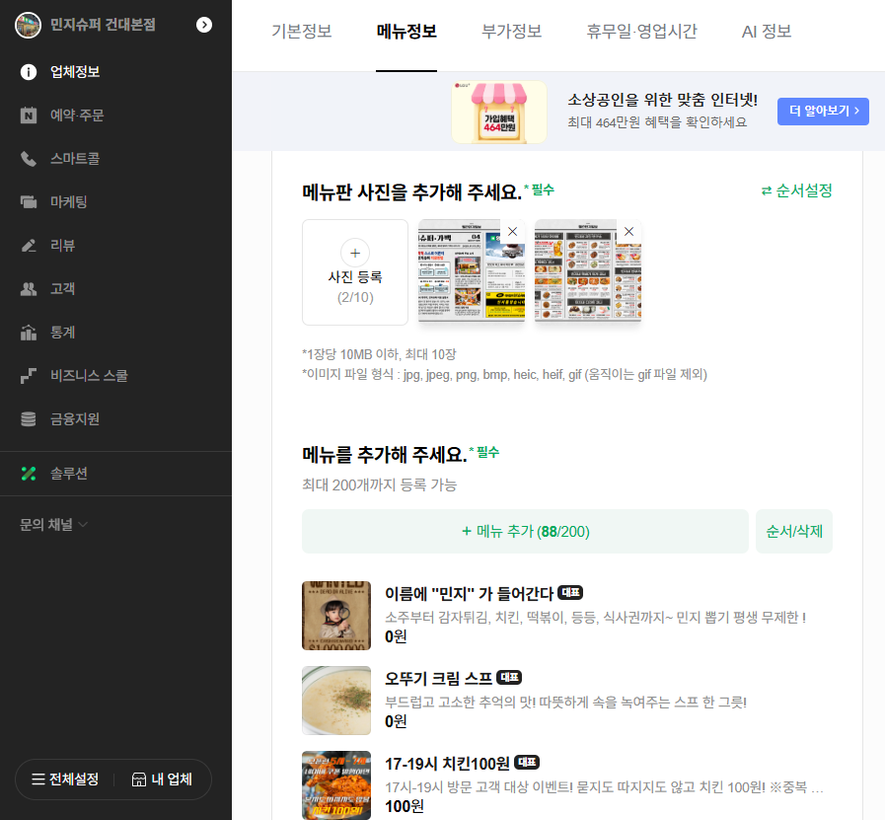 민지슈퍼 건대본점
업체정보
예약·주문
스마트콜
마케팅
리뷰
고객
통계
비즈니스 스쿨
금융지원
솔루션
문의 채널
전체설정
내 업체
기본정보 메뉴정보 부가정보 휴무일·영업시간 AI 정보
가입혜택
464만원
소상공인을 위한 맞춤 인터넷!
최대 464만원 혜택을 확인하세요
더 알아보기 >
메뉴판 사진을 추가해 주세요.* 필수
순서설정
사진 등록
(2/10)
*1장당 10MB 이하, 최대 10장
*이미지 파일 형식 : jpg, jpeg, png, bmp, heic, heif, gif (움직이는 gif 파일 제외)
메뉴를 추가해 주세요.* 필수
최대 200개까지 등록 가능
+ 메뉴 추가 (88/200)
순서/삭제
WANTED
$1,000,000
이름에 "민지" 가 들어간다 대표
소주부터 감자튀김, 치킨, 떡볶이, 등등, 식사권까지~ 민지 뽑기 평생 무제한 !
0원
오뚜기 크림 스프 대표
부드럽고 고소한 추억의 맛! 따뜻하게 속을 녹여주는 스프 한 그릇!
0원
치킨100원!
17-19시 치킨100원 대표
17시-19시 방문 고객 대상 이벤트! 묻지도 따지지도 않고 치킨 100원! ※중복 ...
100원